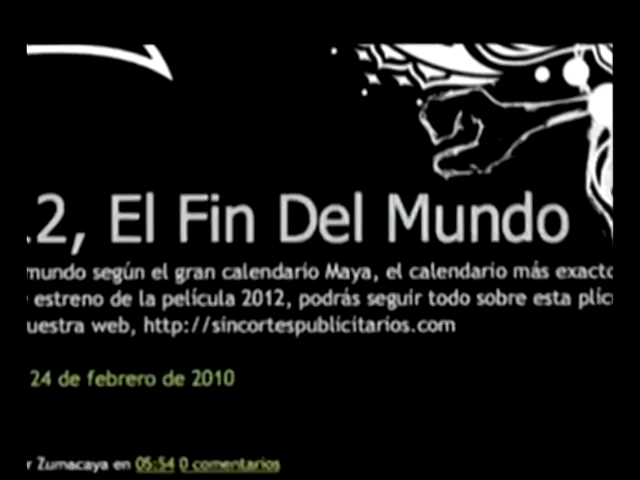 .2, El Fin Del Mundo
mundo según el gran calendario Maya, el calendario más exacto
estreno de la película 2012, podrás seguir todo sobre esta plíc
uestra web, http://sincortespublicitarios.com
24 de febrero de 2010
r Zumacaya en 05:54 0 comentarios